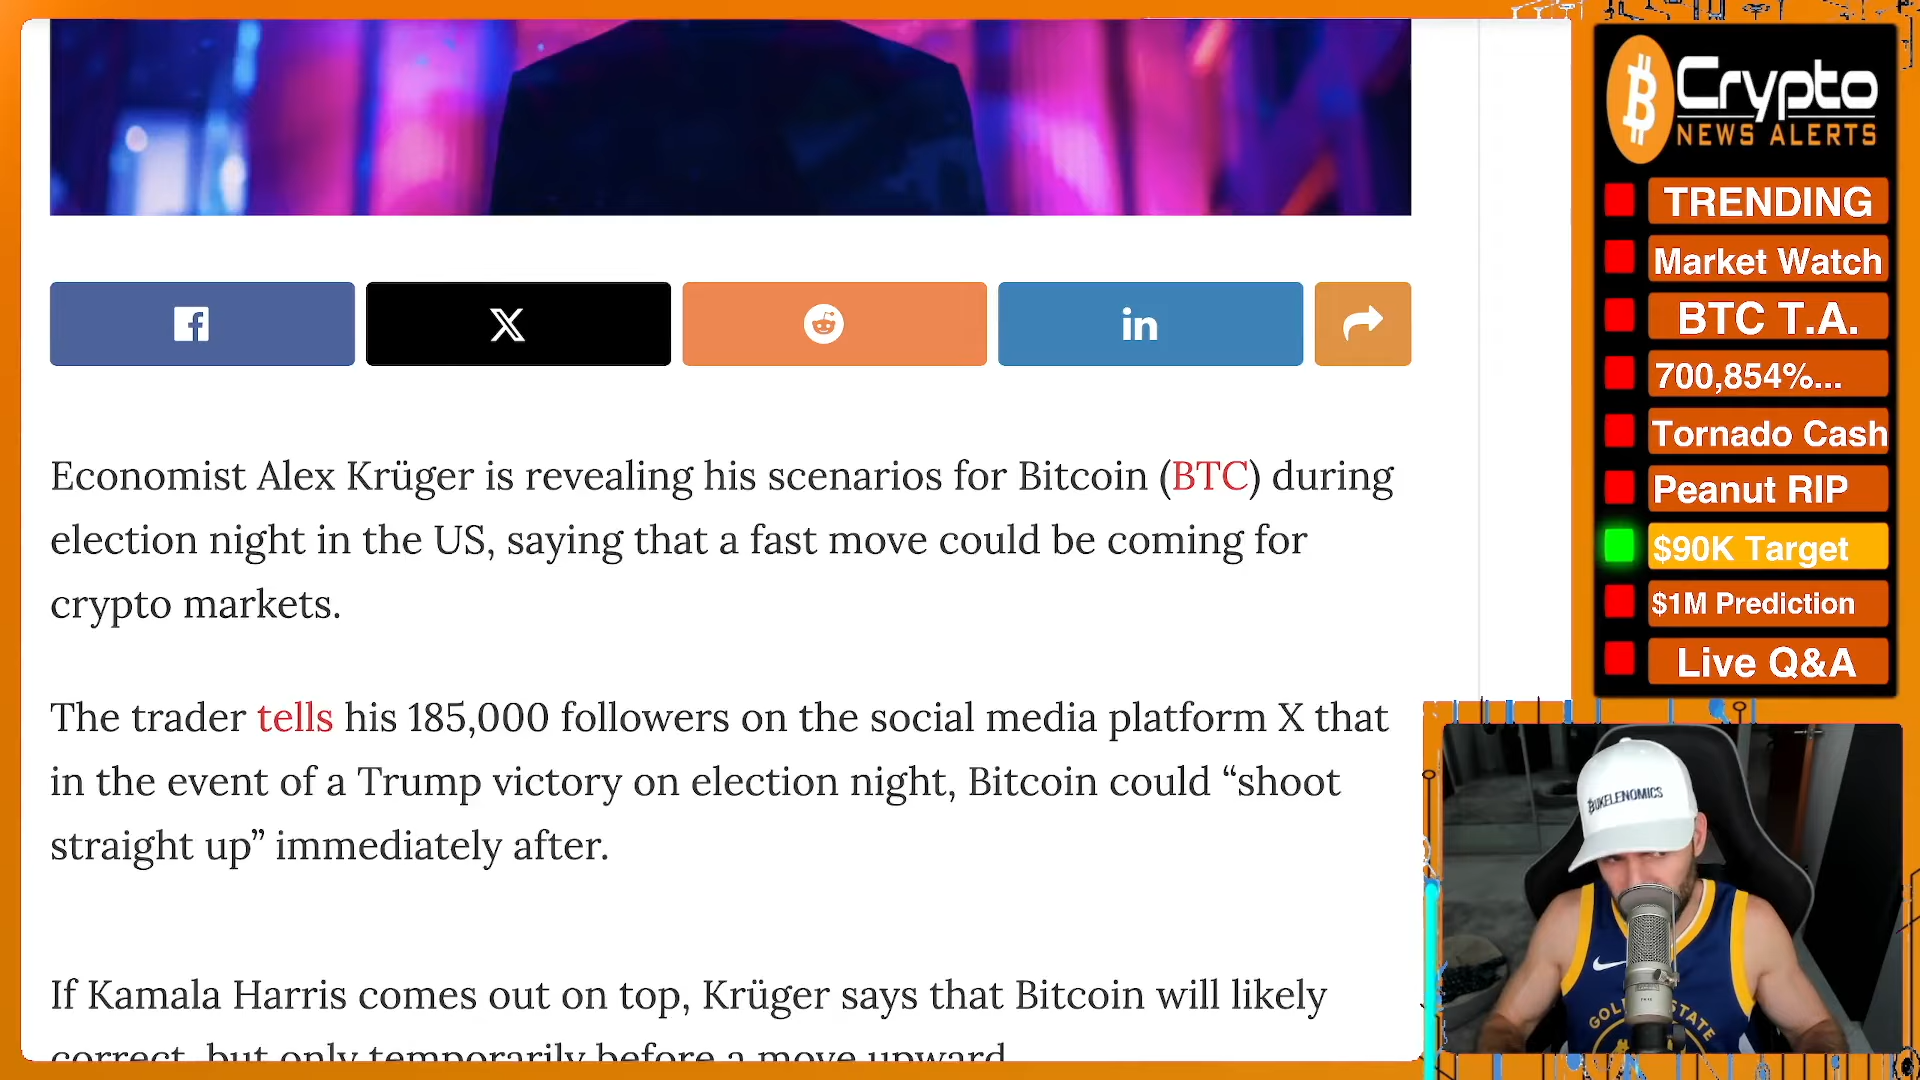 Economist Alex Krüger is revealing his scenarios for Bitcoin (BTC) during
election night in the US, saying that a fast move could be coming for
crypto markets.
The trader tells his 185,000 followers on the social media platform X that
in the event of a Trump victory on election night, Bitcoin could “shoot
straight up” immediately after.
If Kamala Harris comes out on top, Krüger says that Bitcoin will likely
correct, but only temporarily before a move upward
Crypto
NEWS ALERTS
TRENDING
Market Watch
BTC T.A.
700,854%...
Tornado Cash
Peanut RIP
$90K Target
$1M Prediction
Live Q&A
BUKELENOMICS